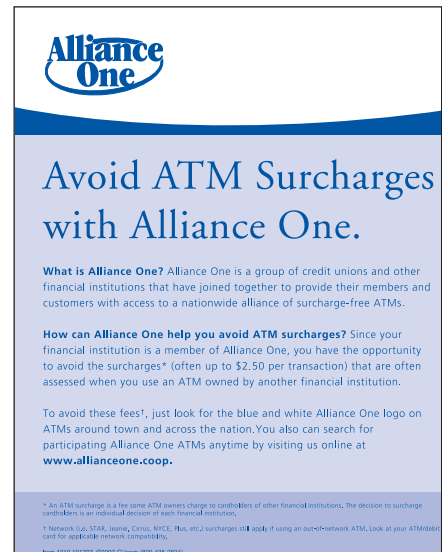 Alliance
One
Avoid ATM Surcharges
with Alliance One.
What is Alliance One? Alliance One is a group of credit unions and other
financial institutions that have joined together to provide their members and
customers with access to a nationwide alliance of surcharge-free ATMs.
How can Alliance One help you avoid ATM surcharges? Since your
financial institution is a member of Alliance One, you have the opportunity
to avoid the surcharges* (often up to $2.50 per transaction) that are often
assessed when you use an ATM owned by another financial institution.
To avoid these fees†, just look for the blue and white Alliance One logo on
ATMs around town and across the nation.You also can search for
participating Alliance One ATMs anytime by visiting us online at
www.allianceone.coop.
* An ATM surcharge is a fee some ATM owners charge to cardholders of other financial institutions. The decision to surcharge
cardholders is an individual decision of each financial institution.
† Network (i.e. STAR, Jeanie, Cirrus, NYCE, Plus, etc.) surcharges still apply if using an out-of-network ATM. Look at your ATM/debit
card for applicable network compatibility.